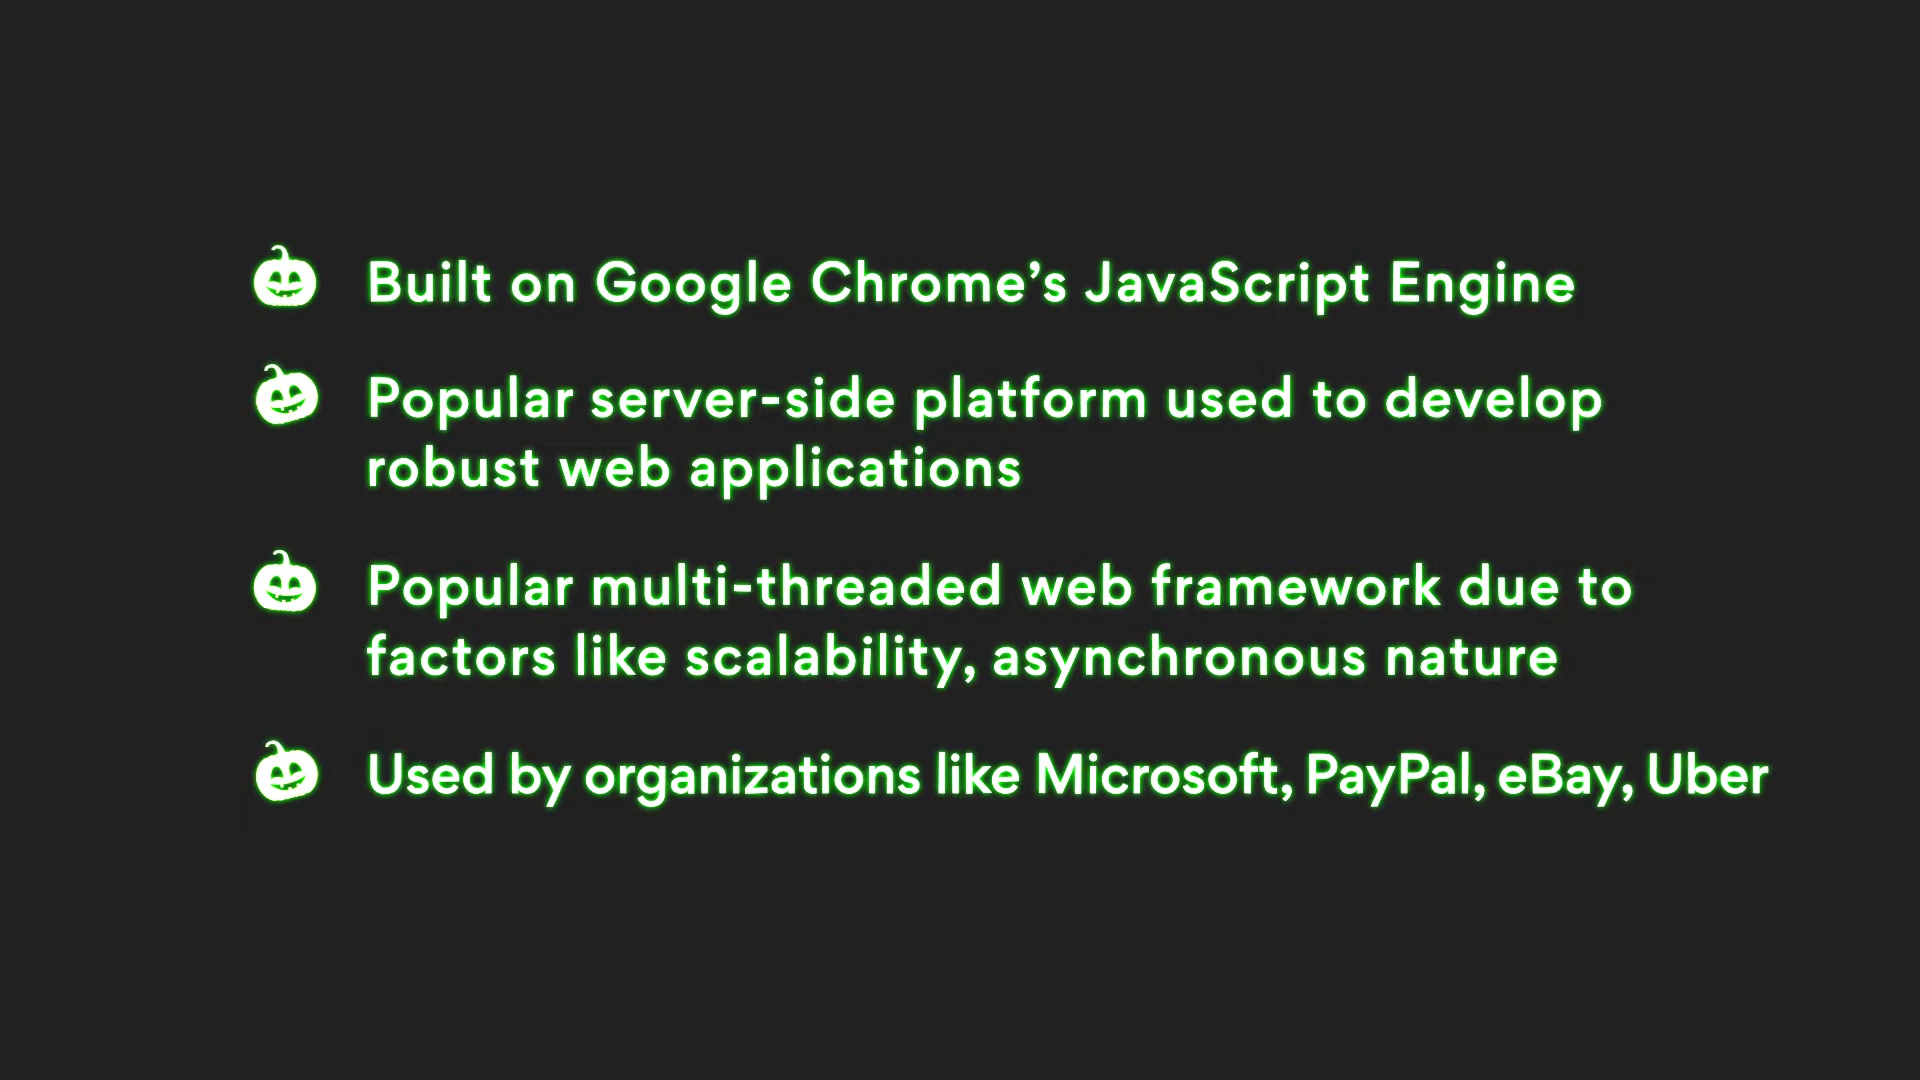 Built on Google Chrome’s JavaScript Engine
Popular server-side platform used to develop
robust web applications
Popular multi-threaded web framework due to
factors like scalability, asynchronous nature
Used by organizations like Microsoft, PayPal, eBay, Uber